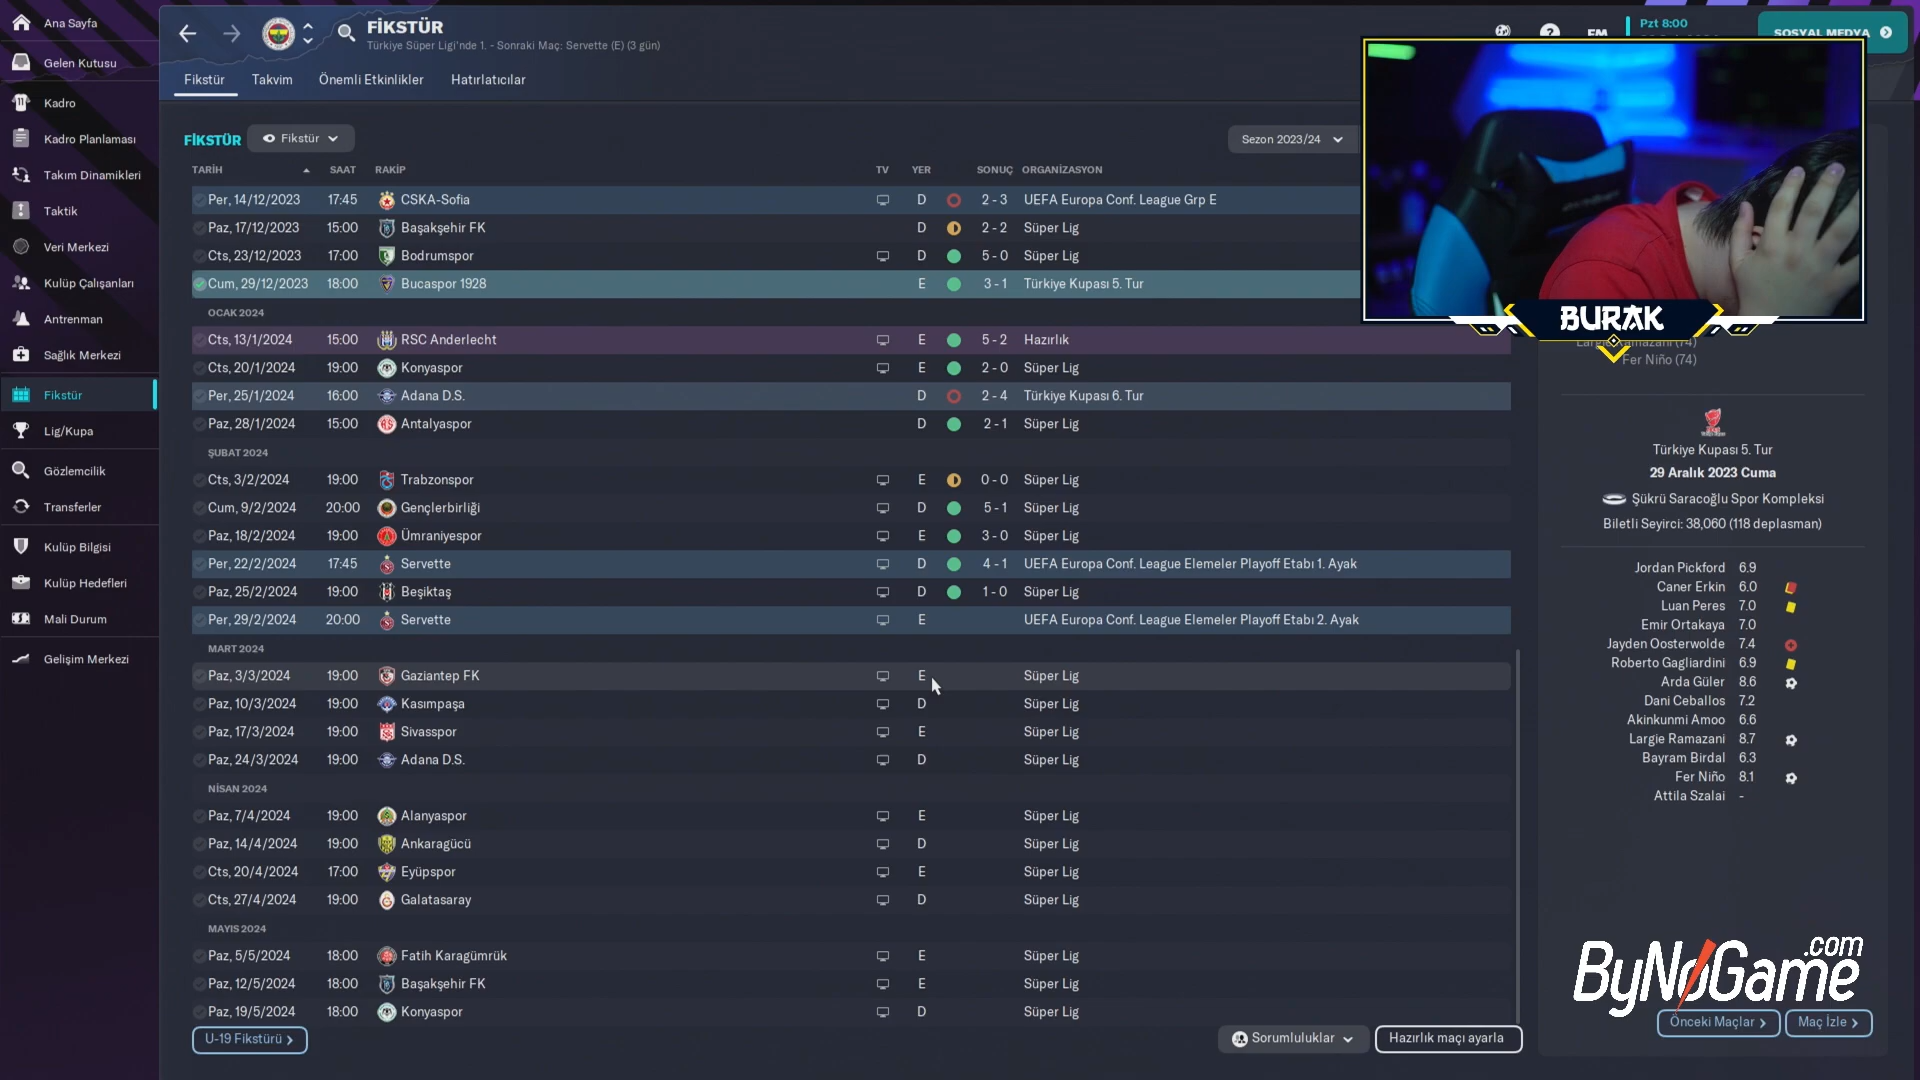 Ana Sayfa
Gelen Kutusu
Kadro
Kadro Planlaması
Takım Dinamikleri
Taktik
Veri Merkezi
Kulüp Çalışanları
Antrenman
Sağlık Merkezi
Fikstür
Lig/Kupa
Gözlemcilik
Transferler
Kulüp Bilgisi
Kulüp Hedefleri
Mali Durum
Gelişim Merkezi
FİKSTÜR
Türkiye Süper Ligi'nde 1. - Sonraki Maç: Servette (E) (3 gün)
FM
Pzt 8:00
SOSYAL MEDYA
Fikstür Takvim Önemli Etkinlikler Hatırlatıcılar
FİKSTÜR Fikstür Sezon 2023/24
TARİH SAAT RAKİP TV YER SONUÇ ORGANİZASYON
Per, 14/12/2023 17:45 CSKA-Sofia D 2 - 3 UEFA Europa Conf. League Grp E
Paz, 17/12/2023 15:00 Başakşehir FK D 2 - 2 Süper Lig
Cts, 23/12/2023 17:00 Bodrumspor D 5 - 0 Süper Lig
Cum, 29/12/2023 18:00 Bucaspor 1928 E 3 - 1 Türkiye Kupası 5. Tur
OCAK 2024
Cts, 13/1/2024 15:00 RSC Anderlecht E 5 - 2 Hazırlık
Cts, 20/1/2024 19:00 Konyaspor E 2 - 0 Süper Lig
Per, 25/1/2024 16:00 Adana D.S. D 2 - 4 Türkiye Kupası 6. Tur
Paz, 28/1/2024 15:00 Antalyaspor D 2 - 1 Süper Lig
ŞUBAT 2024
Cts, 3/2/2024 19:00 Trabzonspor E 0 - 0 Süper Lig
Cum, 9/2/2024 20:00 Gençlerbirliği D 5 - 1 Süper Lig
Paz, 18/2/2024 19:00 Ümraniyespor E 3 - 0 Süper Lig
Per, 22/2/2024 17:45 Servette D 4 - 1 UEFA Europa Conf. League Elemeler Playoff Etabı 1. Ayak
Paz, 25/2/2024 19:00 Beşiktaş D 1 - 0 Süper Lig
Per, 29/2/2024 20:00 Servette E UEFA Europa Conf. League Elemeler Playoff Etabı 2. Ayak
MART 2024
Paz, 3/3/2024 19:00 Gaziantep FK E Süper Lig
Paz, 10/3/2024 19:00 Kasımpaşa D Süper Lig
Paz, 17/3/2024 19:00 Sivasspor E Süper Lig
Paz, 24/3/2024 19:00 Adana D.S. D Süper Lig
NİSAN 2024
Paz, 7/4/2024 19:00 Alanyaspor E Süper Lig
Paz, 14/4/2024 19:00 Ankaragücü D Süper Lig
Cts, 20/4/2024 17:00 Eyüpspor E Süper Lig
Cts, 27/4/2024 19:00 Galatasaray D Süper Lig
MAYIS 2024
Paz, 5/5/2024 18:00 Fatih Karagümrük E Süper Lig
Paz, 12/5/2024 18:00 Başakşehir FK E Süper Lig
Paz, 19/5/2024 18:00 Konyaspor D Süper Lig
U-19 Fikstürü
Sorumluluklar
Hazırlık maçı ayarla
BURAK
Largie Ramazani (74)
Fer Niño (74)
Türkiye Kupası 5. Tur
29 Aralık 2023 Cuma
Şükrü Saracoğlu Spor Kompleksi
Biletli Seyirci: 38,060 (118 deplasman)
Jordan Pickford 6.9
Caner Erkin 6.0
Luan Peres 7.0
Emir Ortakaya 7.0
Jayden Oosterwolde 7.4
Roberto Gagliardini 6.9
Arda Güler 8.6
Dani Ceballos 7.2
Akinkunmi Amoo 6.6
Largie Ramazani 8.7
Bayram Birdal 6.3
Fer Niño 8.1
Attila Szalai -
ByNoGame.com
Önceki Maçlar
Maç İzle